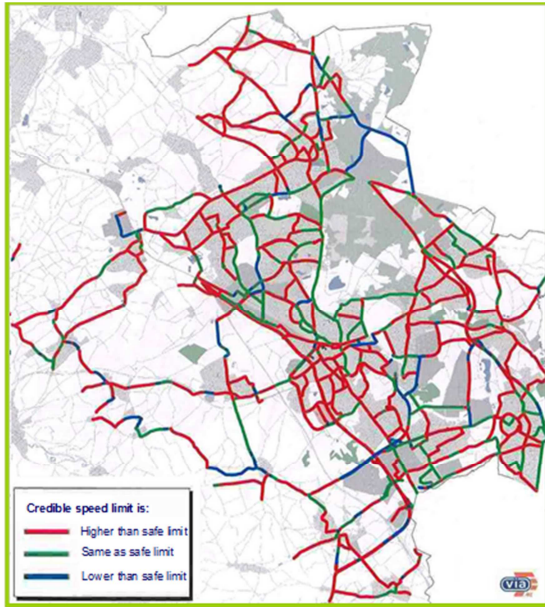 Credible speed limit is:
Higher than safe limit
Same as safe limit
Lower than safe limit
via